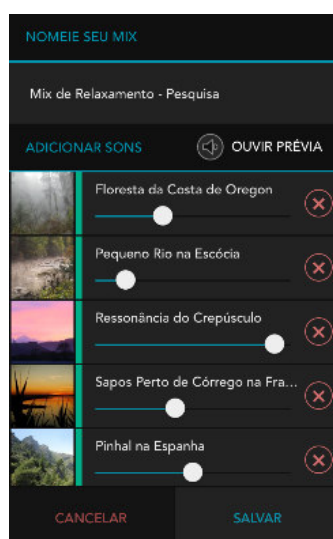 NOMEIE SEU MIX
Mix de Relaxamento - Pesquisa
ADICIONAR SONS
OUVIR PRÉVIA
Floresta da Costa de Oregon
Pequeno Rio na Escócia
Ressonância do Crepúsculo
Sapos Perto de Córrego na Fra...
Pinhal na Espanha
CANCELAR
SALVAR